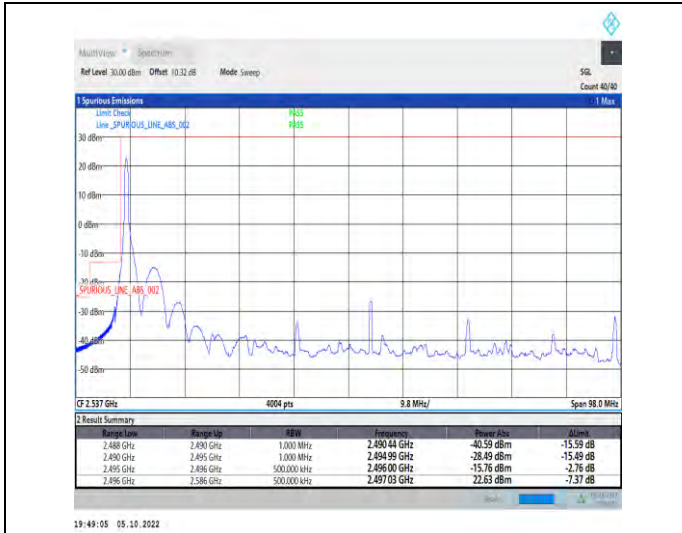 MultiView Spectrum
Ref Level 30.00 dBm Offset 10.32 dB Mode Sweep SGL
Count 40/40
1 Spurious Emissions 1 Max
Limit Check PASS
Line _SPURIOUS_LINE_ABS_002 PASS
30 dBm
20 dBm
10 dBm
0 dBm
-10 dBm
-20 dBm
_SPURIOUS_LINE_ABS_002
-30 dBm
-40 dBm
-50 dBm
CF 2.537 GHz 4004 pts 9.8 MHz/ Span 98.0 MHz
2 Result Summary
Range Low Range Up RBW Frequency Power Abs ΔLimit
2.488 GHz 2.490 GHz 1.000 MHz 2.490 44 GHz -40.59 dBm -15.59 dB
2.490 GHz 2.495 GHz 1.000 MHz 2.494 99 GHz -28.49 dBm -15.49 dB
2.495 GHz 2.496 GHz 500.000 kHz 2.496 00 GHz -15.76 dBm -2.76 dB
2.496 GHz 2.586 GHz 500.000 kHz 2.497 03 GHz 22.63 dBm -7.37 dB
19:49:05 05.10.2022